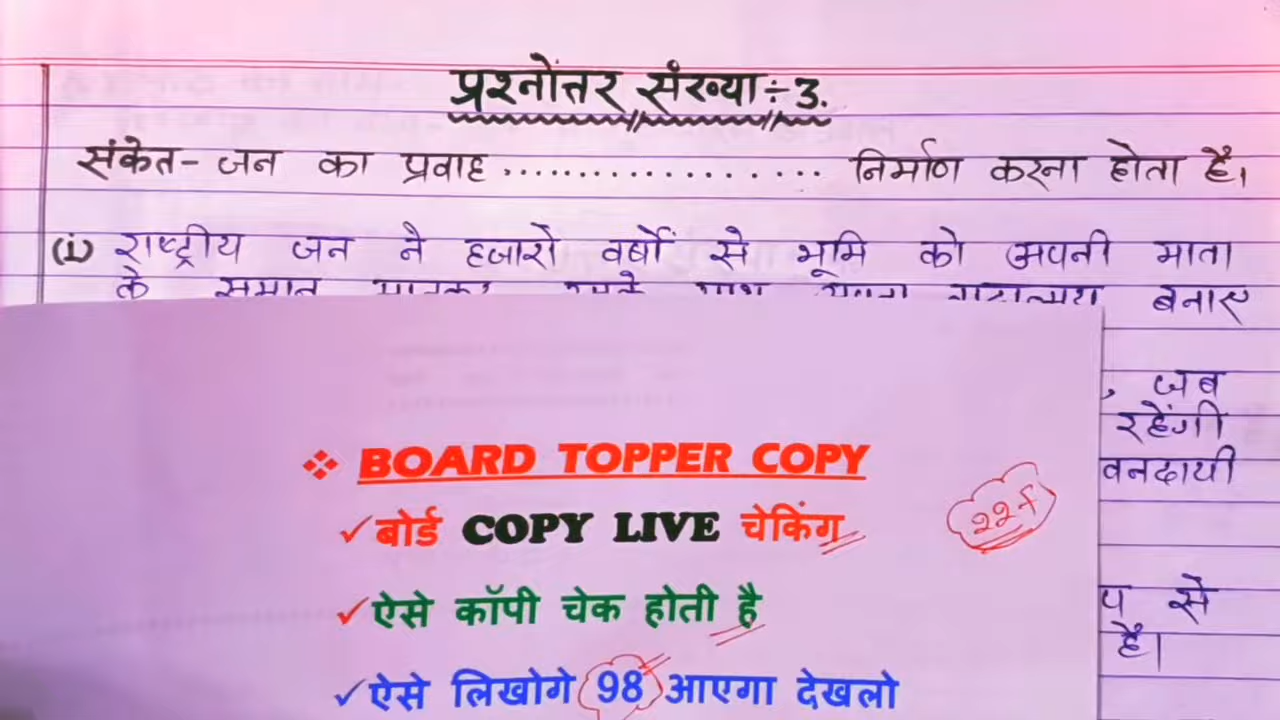 प्रश्नोंत्तर संख्या÷3.
संकेत- जन का प्रवाह .................. निर्माण करना होता है।
(i) राष्ट्रीय जन ने हजारो वर्षों से भूमि को अपनी माता
के समान बनाए
, जब
रहेंगी
वनदायी
❖ BOARD TOPPER COPY
✓बोर्ड COPY LIVE चेकिंग
✓ऐसे कॉपी चेक होती है
प से
है।
✓ऐसे लिखोगे 98 आएगा देखलो